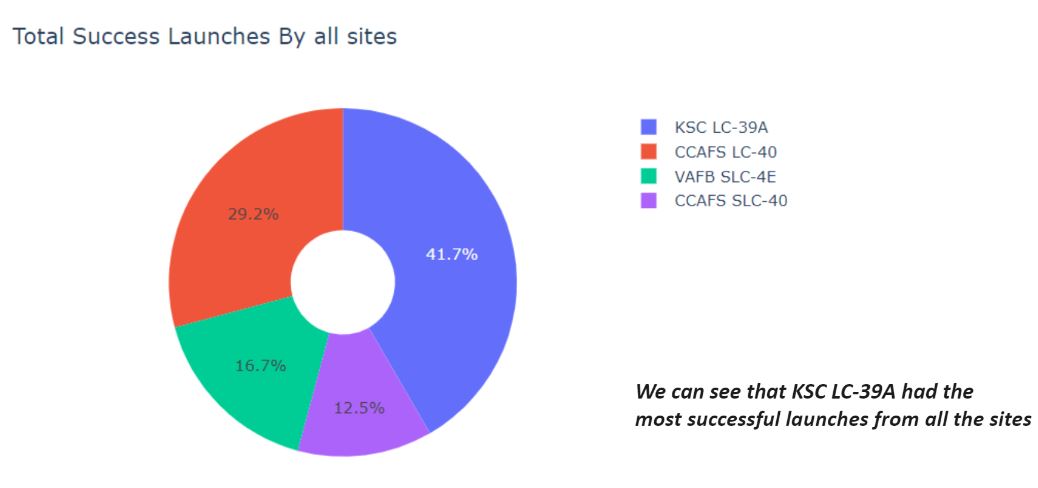 Total Success Launches By all sites
KSC LC-39A
CCAFS LC-40
VAFB SLC-4E
CCAFS SLC-40
29.2%
41.7%
16.7%
12.5%
We can see that KSC LC-39A had the
most successful launches from all the sites